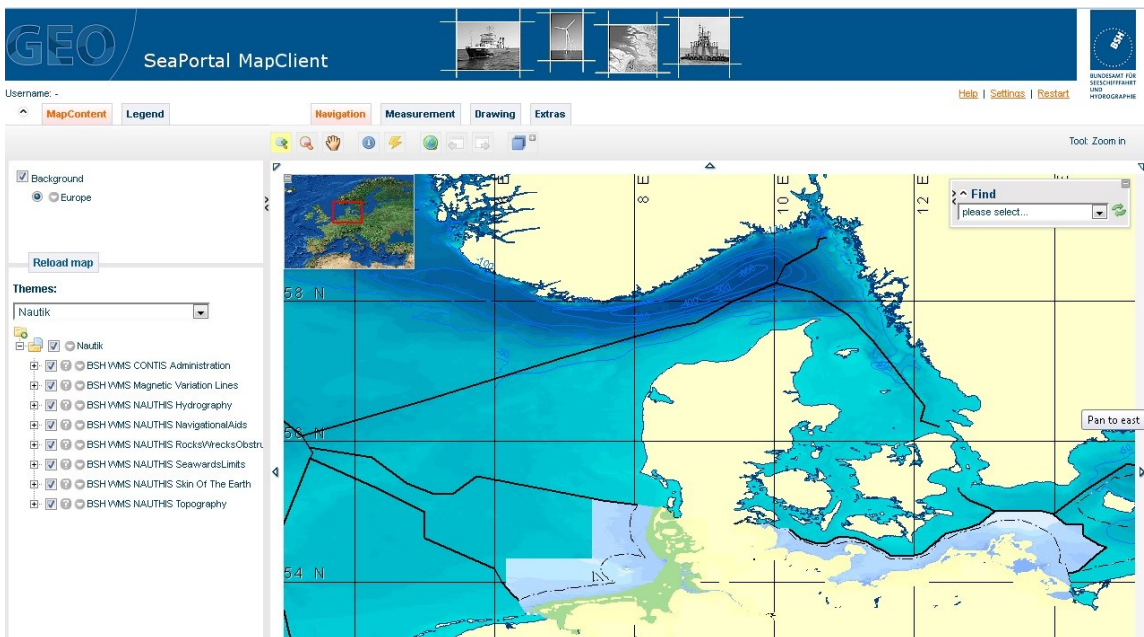 GEO
SeaPortal MapClient
BSH
BUNDESAMT FÜR
SEESCHIFFFAHRT
UND
HYDROGRAPHIE
Username: -
Help | Settings | Restart
MapContent Legend
Navigation Measurement Drawing Extras
Tool: Zoom in
Background
Europe
Reload map
Themes:
Nautik
Nautik
BSH WMS CONTIS Administration
BSH WMS Magnetic Variation Lines
BSH WMS NAUTHIS Hydrography
BSH WMS NAUTHIS NavigationalAids
BSH WMS NAUTHIS RocksWrecksObstru
BSH WMS NAUTHIS SeawardsLimits
BSH WMS NAUTHIS Skin Of The Earth
BSH WMS NAUTHIS Topography
8 E
10 E
12 E
Find
please select...
-100
58 N
Pan to east
54 N